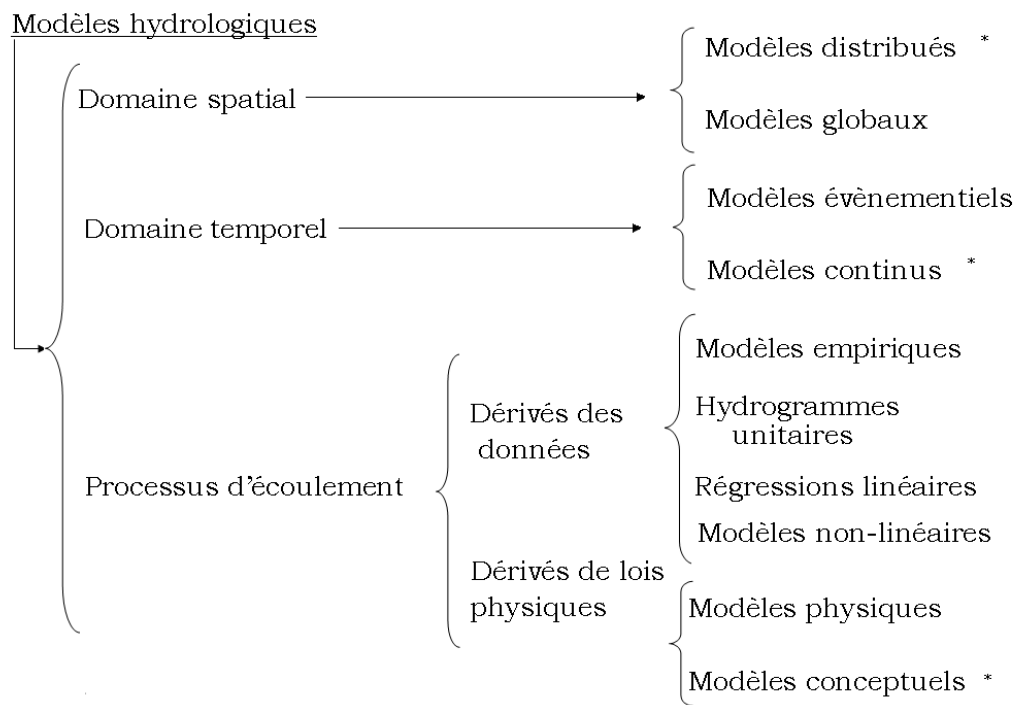 Modèles hydrologiques
Domaine spatial
Modèles distribués *
Modèles globaux
Domaine temporel
Modèles évènementiels
Modèles continus *
Processus d'écoulement
Dérivés des
données
Modèles empiriques
Hydrogrammes
unitaires
Régressions linéaires
Modèles non-linéaires
Dérivés de lois
physiques
Modèles physiques
Modèles conceptuels *